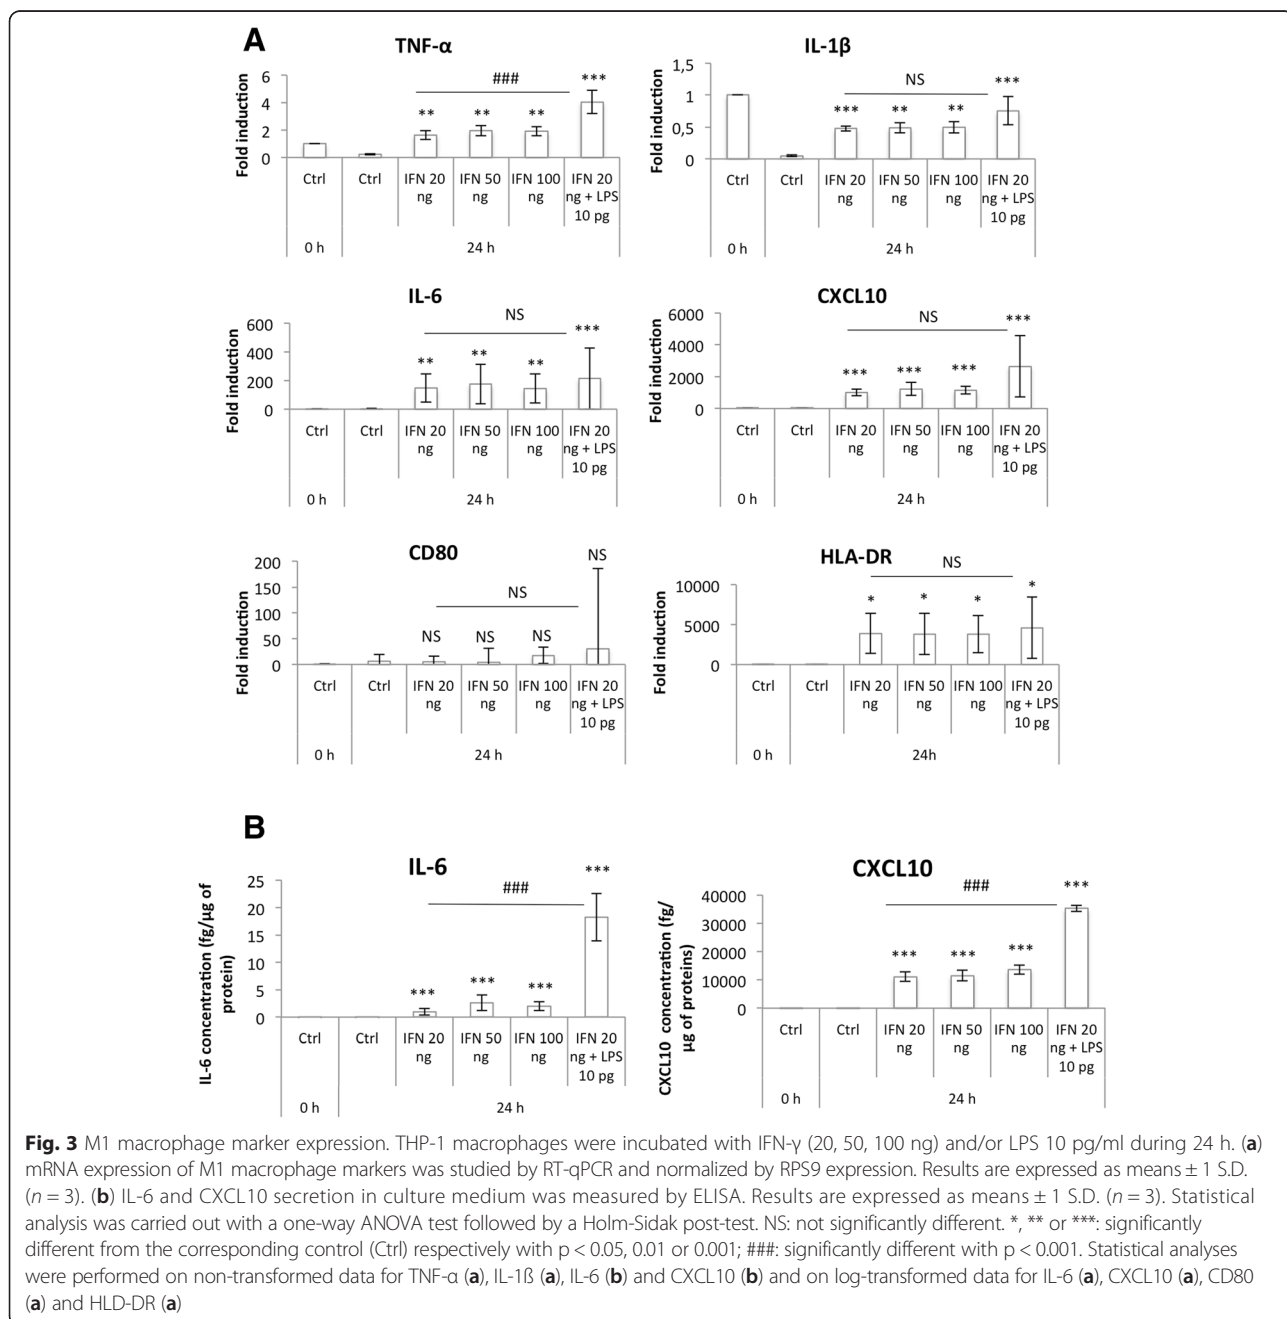 A
TNF-α
Fold induction
6
4
2
0
###
**
**
**
***
Ctrl
Ctrl
IFN 20 ng
IFN 50 ng
IFN 100 ng
IFN 20 ng + LPS 10 pg
0 h
24 h
IL-1β
Fold induction
1,5
1
0,5
0
NS
***
**
**
***
Ctrl
Ctrl
IFN 20 ng
IFN 50 ng
IFN 100 ng
IFN 20 ng + LPS 10 pg
0 h
24 h
IL-6
Fold induction
600
400
200
0
NS
**
**
**
***
Ctrl
Ctrl
IFN 20 ng
IFN 50 ng
IFN 100 ng
IFN 20 ng + LPS 10 pg
0 h
24 h
CXCL10
Fold induction
6000
4000
2000
0
NS
***
***
***
***
Ctrl
Ctrl
IFN 20 ng
IFN 50 ng
IFN 100 ng
IFN 20 ng + LPS 10 pg
0 h
24 h
CD80
Fold induction
200
150
100
50
0
NS
NS
NS
NS
NS
Ctrl
Ctrl
IFN 20 ng
IFN 50 ng
IFN 100 ng
IFN 20 ng + LPS 10 pg
0 h
24 h
HLA-DR
Fold induction
10000
5000
0
NS
*
*
*
*
Ctrl
Ctrl
IFN 20 ng
IFN 50 ng
IFN 100 ng
IFN 20 ng + LPS 10 pg
0 h
24h
B
IL-6
IL-6 concentration (fg/µg of protein)
25
20
15
10
5
0
###
***
***
***
***
Ctrl
Ctrl
IFN 20 ng
IFN 50 ng
IFN 100 ng
IFN 20 ng + LPS 10 pg
0 h
24 h
CXCL10
CXCL10 concentration (fg/ µg of proteins)
40000
30000
20000
10000
0
###
***
***
***
***
Ctrl
Ctrl
IFN 20 ng
IFN 50 ng
IFN 100 ng
IFN 20 ng + LPS 10 pg
0 h
24 h
Fig. 3 M1 macrophage marker expression. THP-1 macrophages were incubated with IFN-γ (20, 50, 100 ng) and/or LPS 10 pg/ml during 24 h. (a)
mRNA expression of M1 macrophage markers was studied by RT-qPCR and normalized by RPS9 expression. Results are expressed as means ± 1 S.D.
(n = 3). (b) IL-6 and CXCL10 secretion in culture medium was measured by ELISA. Results are expressed as means ± 1 S.D. (n = 3). Statistical
analysis was carried out with a one-way ANOVA test followed by a Holm-Sidak post-test. NS: not significantly different. *, ** or ***: significantly
different from the corresponding control (Ctrl) respectively with p < 0.05, 0.01 or 0.001; ###: significantly different with p < 0.001. Statistical analyses
were performed on non-transformed data for TNF-α (a), IL-1ß (a), IL-6 (b) and CXCL10 (b) and on log-transformed data for IL-6 (a), CXCL10 (a), CD80
(a) and HLD-DR (a)